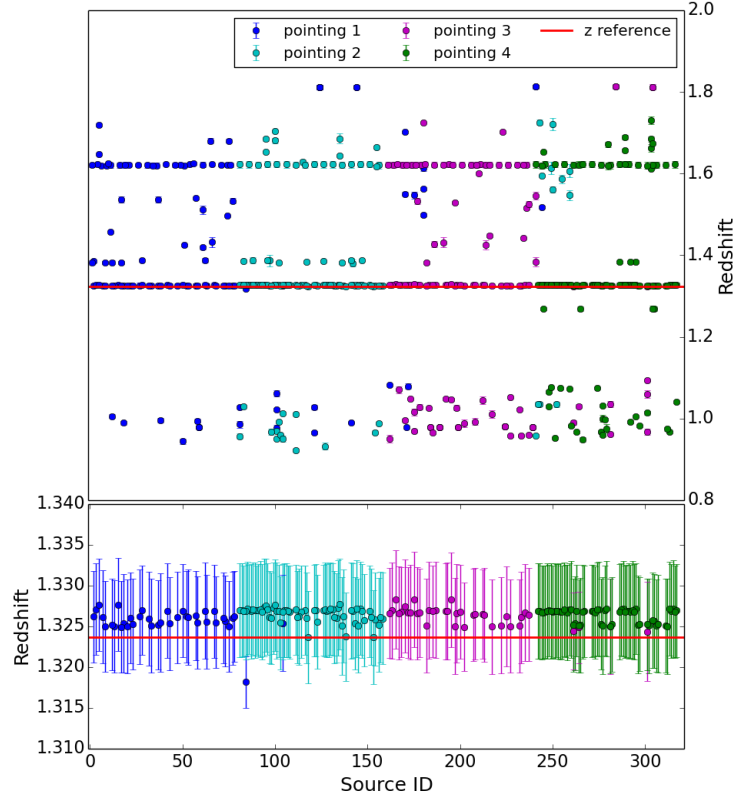 pointing 1
pointing 2
pointing 3
pointing 4
z reference
2.0
1.8
1.6
1.4
1.2
1.0
0.8
Redshift
1.340
1.335
1.330
1.325
1.320
1.315
1.310
Redshift
0 50 100 150 200 250 300
Source ID